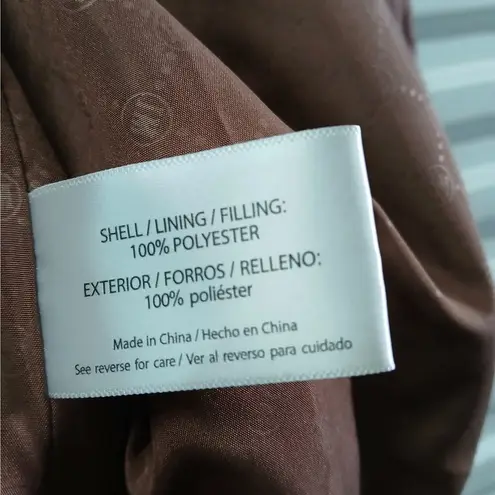 SHELL / LINING / FILLING:
100% POLYESTER
EXTERIOR / FORROS / RELLENO:
100% poliéster
Made in China / Hecho en China
See reverse for care / Ver al reverso para cuidado